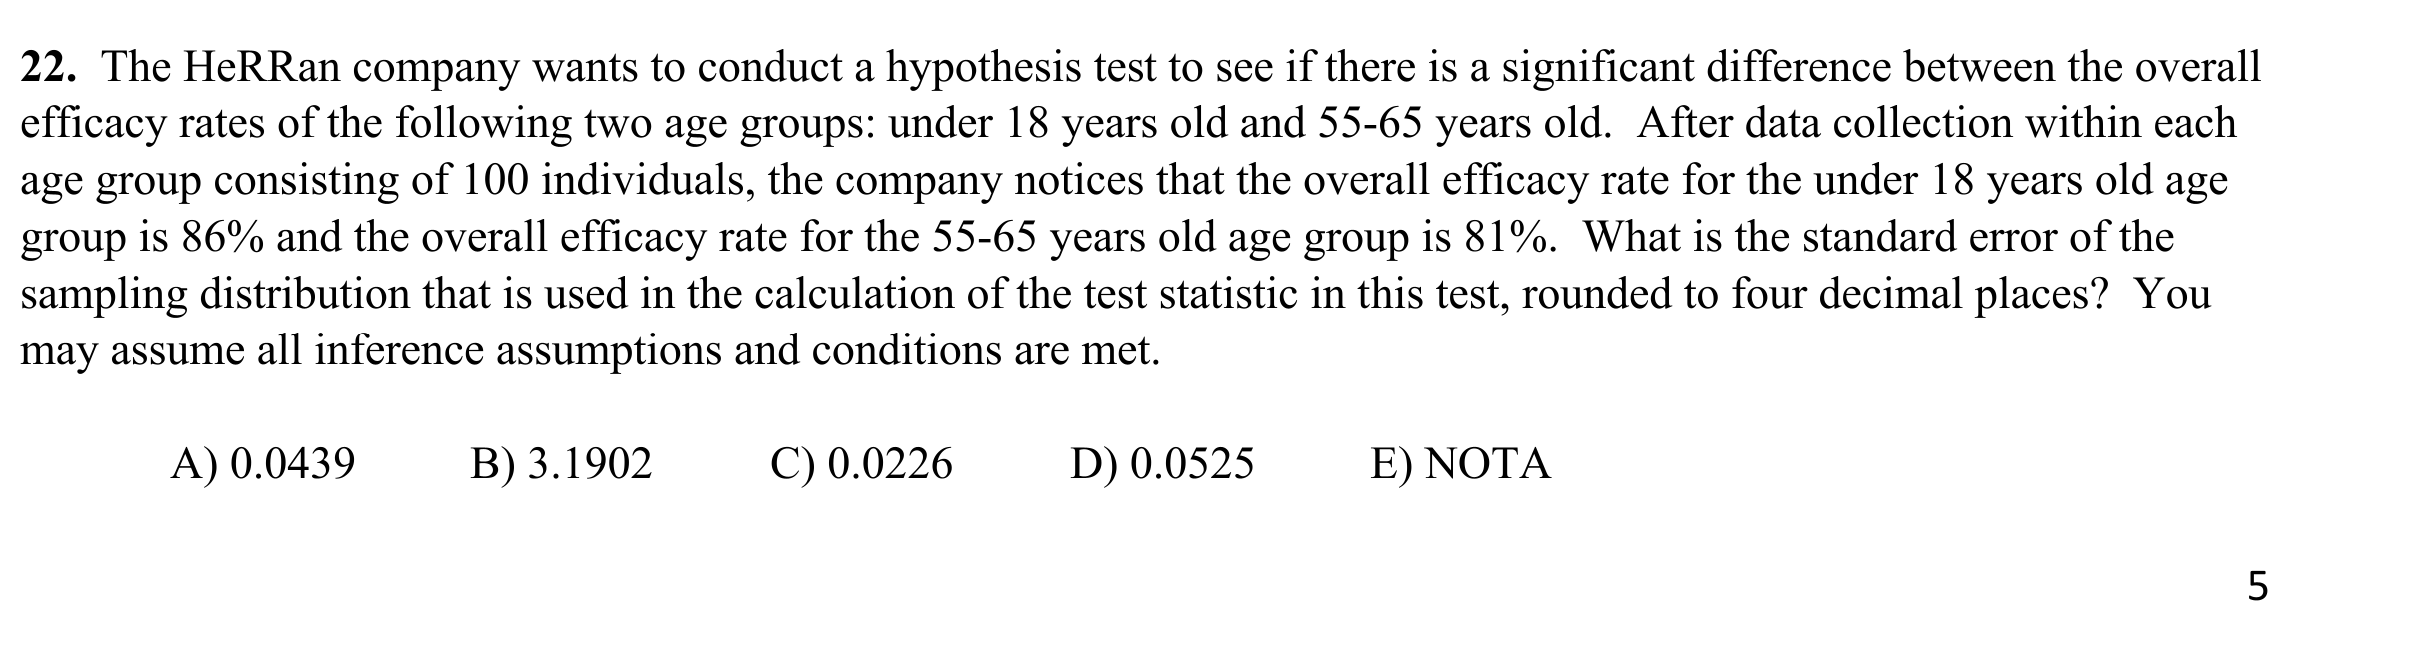 22. The HeRRan company wants to conduct a hypothesis test to see if there is a significant difference between the overall
efficacy rates of the following two age groups: under 18 years old and 55-65 years old. After data collection within each
age group consisting of 100 individuals, the company notices that the overall efficacy rate for the under 18 years old age
group is 86% and the overall efficacy rate for the 55-65 years old age group is 81%. What is the standard error of the
sampling distribution that is used in the calculation of the test statistic in this test, rounded to four decimal places? You
may assume all inference assumptions and conditions are met.
A) 0.0439 B) 3.1902 C) 0.0226 D) 0.0525 E) NOTA
5